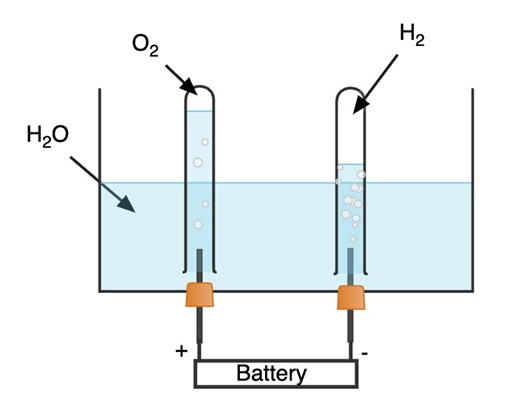 O₂
H₂
H₂O
+
-
Battery